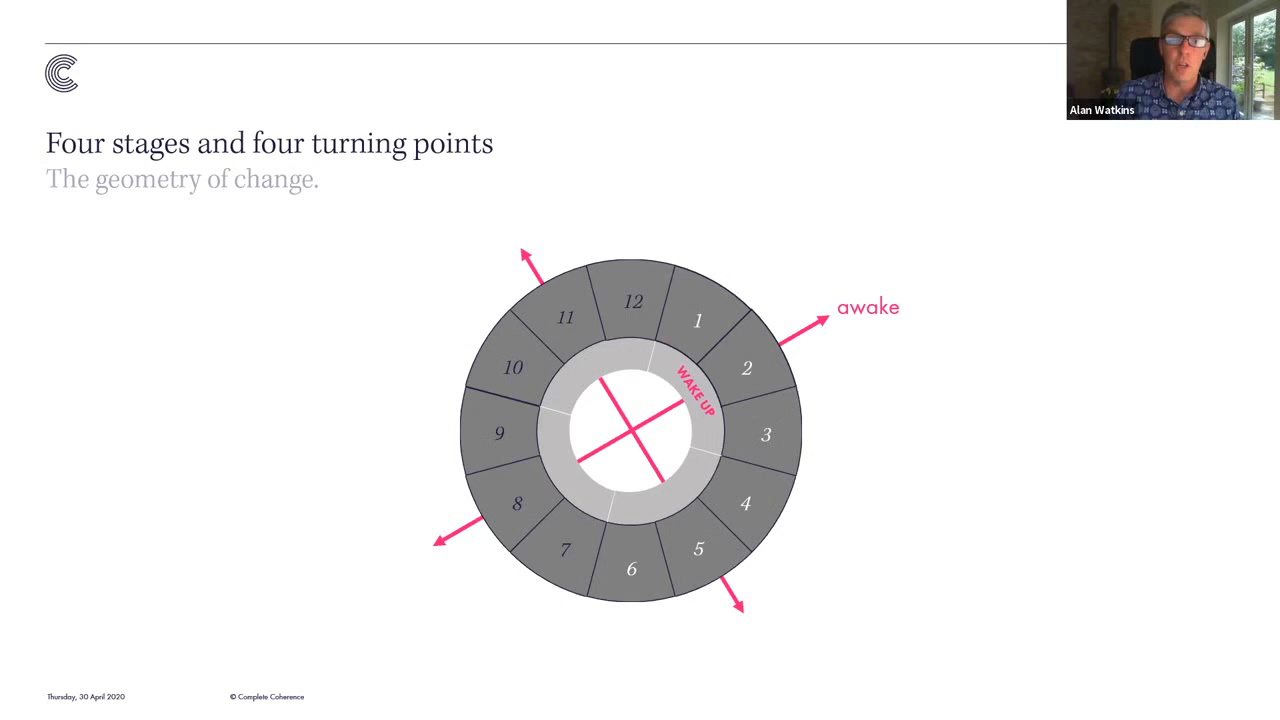 Alan Watkins
Four stages and four turning points
The geometry of change.
awake
12
1
2
3
4
5
6
7
8
9
10
11
WAKE UP
Thursday, 30 April 2020
© Complete Coherence